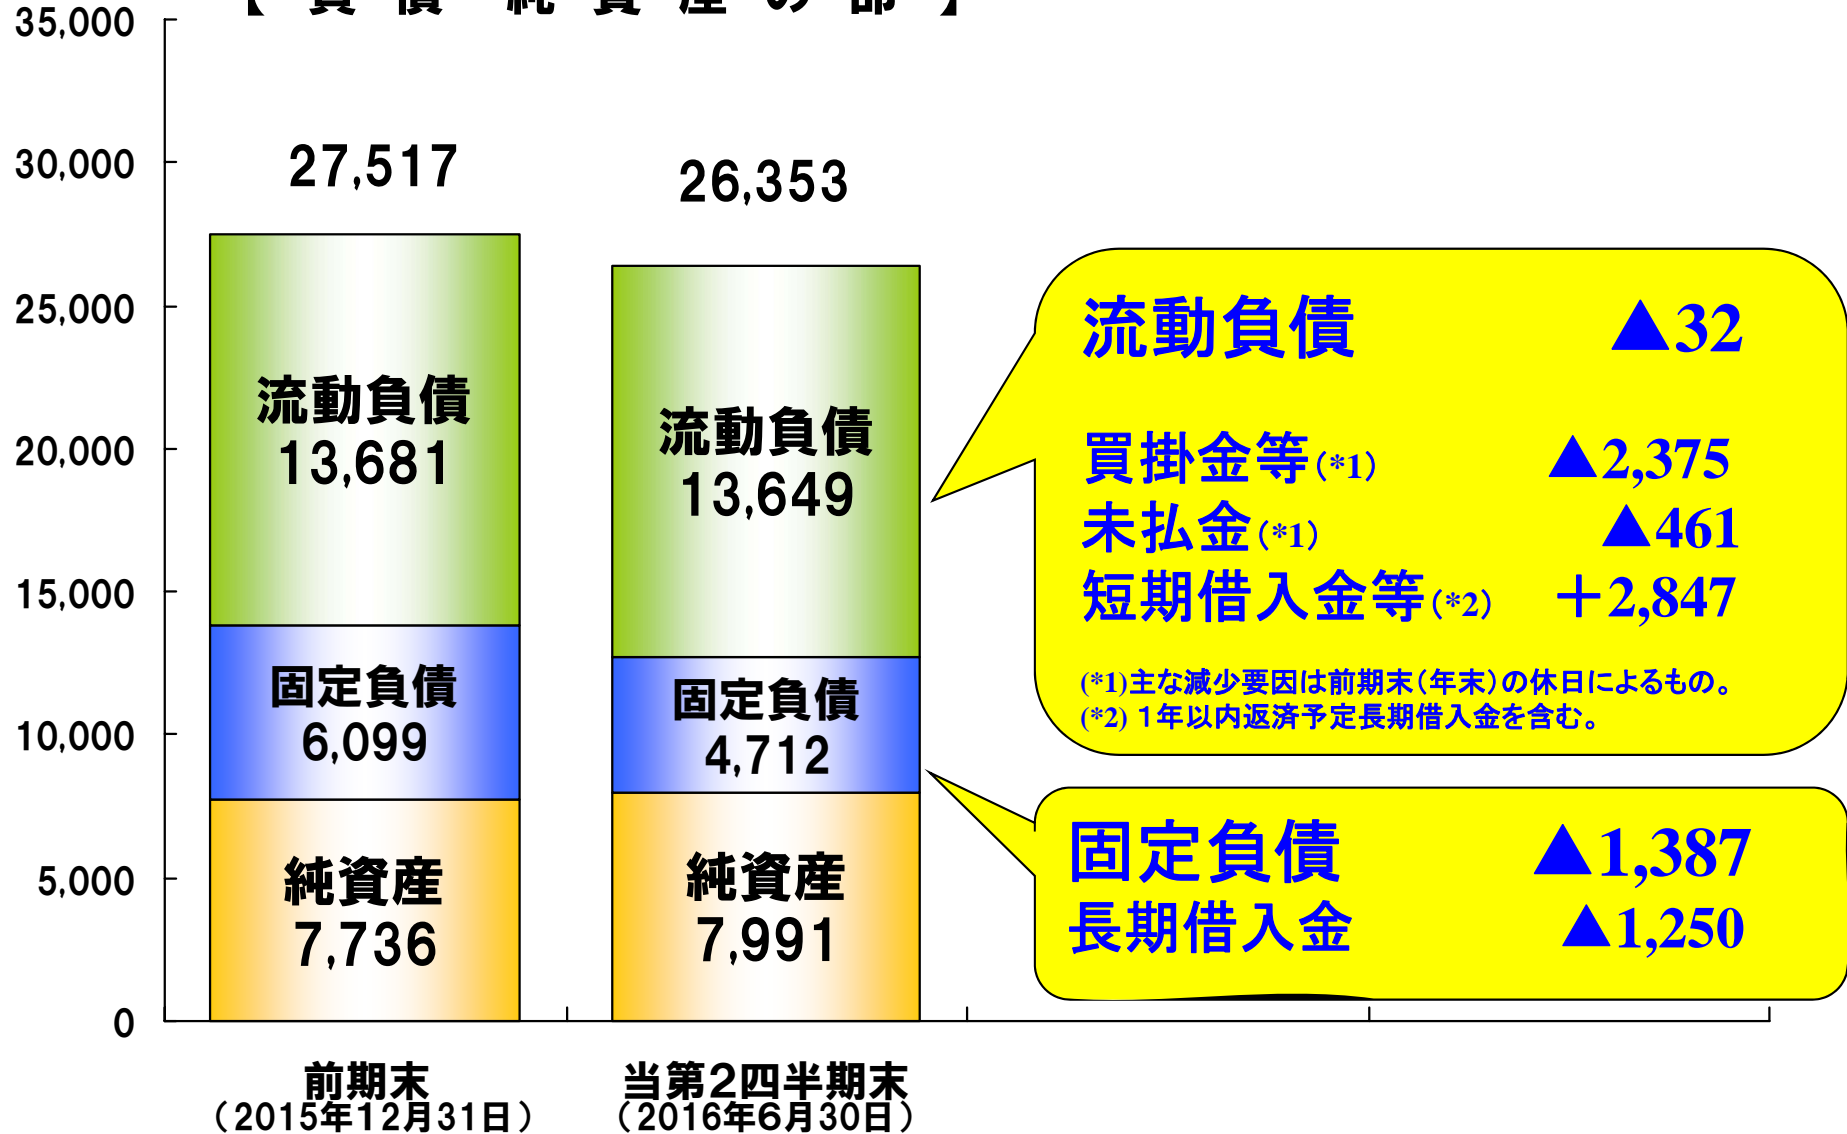 【 負 債 ・ 純 資 産 の 部 】
35,000
30,000
25,000
20,000
15,000
10,000
5,000
0
27,517
流動負債
13,681
固定負債
6,099
純資産
7,736
前期末
（2015年12月31日）
26,353
流動負債
13,649
固定負債
4,712
純資産
7,991
当第2四半期末
（2016年6月30日）
流動負債 ▲32
買掛金等(*1) ▲2,375
未払金(*1) ▲461
短期借入金等(*2) ＋2,847
(*1)主な減少要因は前期末（年末）の休日によるもの。
(*2) １年以内返済予定長期借入金を含む。
固定負債 ▲1,387
長期借入金 ▲1,250